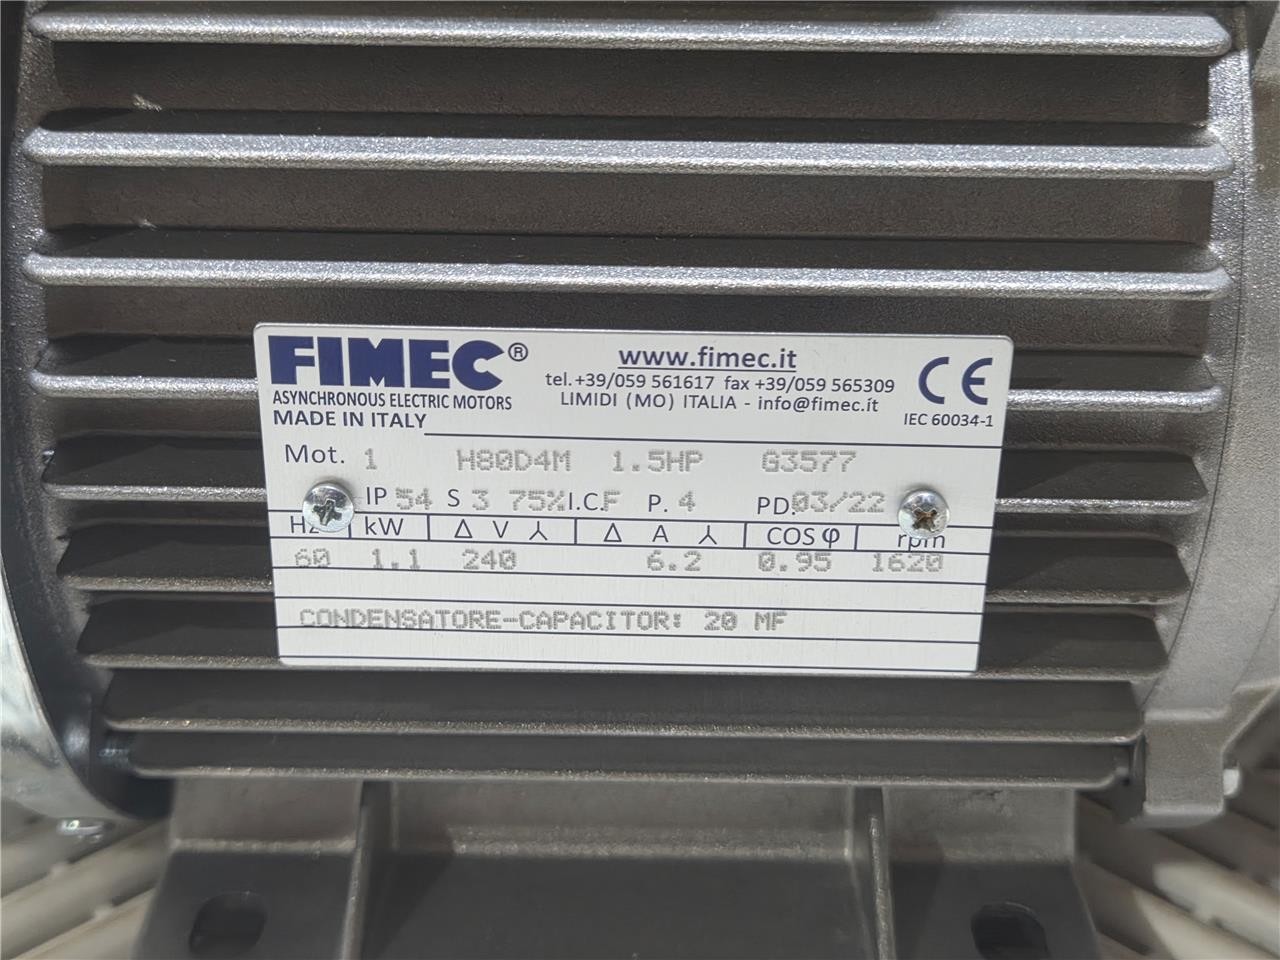 FIMEC® www.fimec.it
tel.+39/059 561617 fax +39/059 565309
ASYNCHRONOUS ELECTRIC MOTORS LIMIDI (MO) ITALIA - info@fimec.it CE
MADE IN ITALY IEC 60034-1
Mot. 1 H80D4M 1.5HP G3577
IP 54 S 3 75% I.C.F P. 4 PD. 03/22
Hz kW Δ V ⅄ Δ A ⅄ COS φ rpm
60 1.1 240 6.2 0.95 1620
CONDENSATORE-CAPACITOR: 20 MF